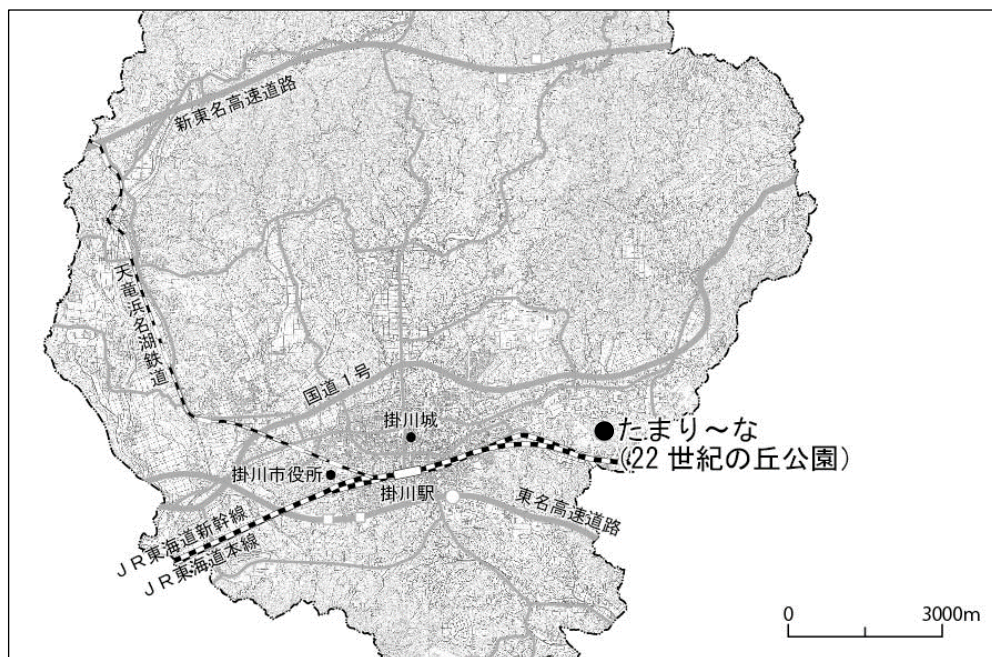 新東名高速道路
天竜浜名湖鉄道
国道1号
掛川城
たまり～な
(22世紀の丘公園)
掛川市役所
掛川駅
東名高速道路
JR東海道新幹線
JR東海道本線
0 3000m